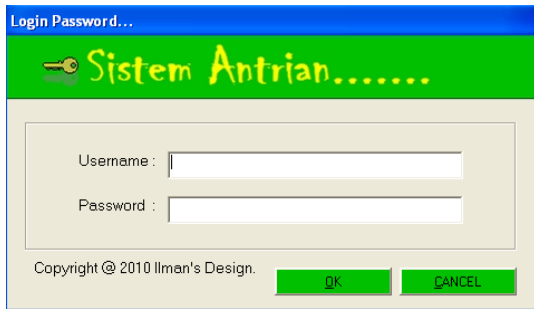 Login Password...
Sistem Antrian.......
Username :
Password :
Copyright @ 2010 Ilman's Design.
OK
CANCEL